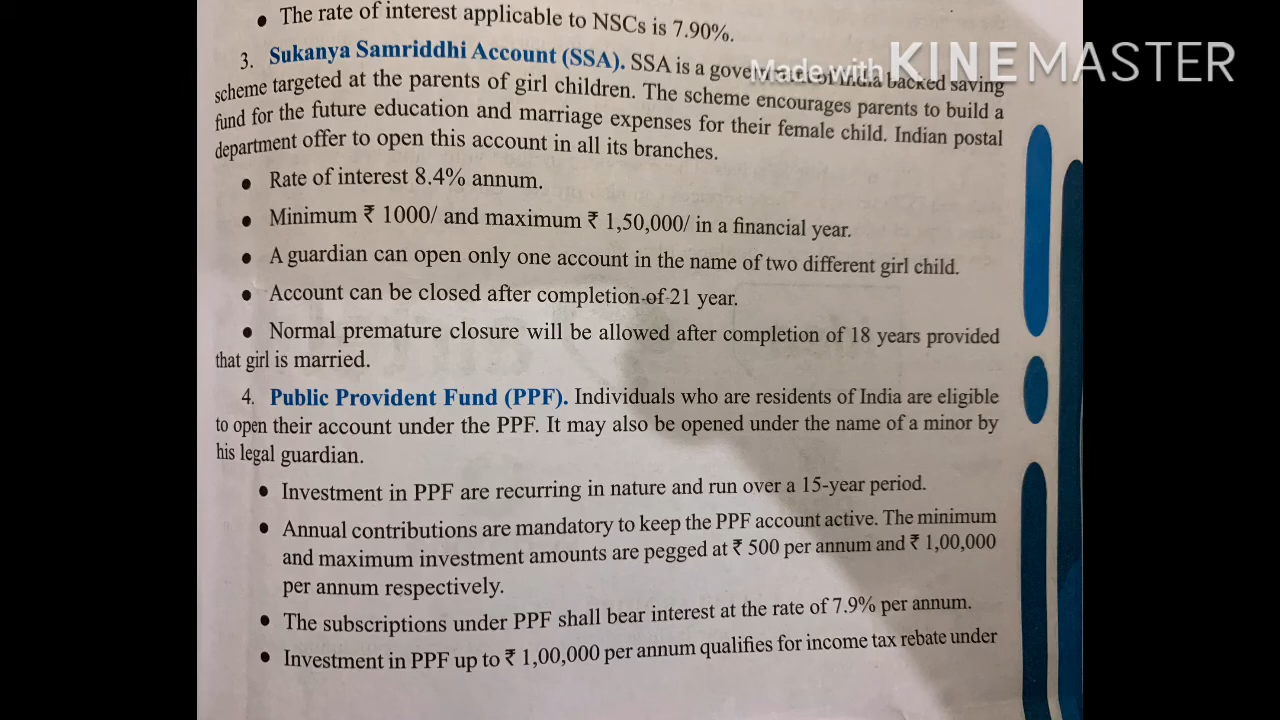 • The rate of interest applicable to NSCs is 7.90%.
Made with KINEMASTER
3. Sukanya Samriddhi Account (SSA). SSA is a government of India backed saving
scheme targeted at the parents of girl children. The scheme encourages parents to build a
fund for the future education and marriage expenses for their female child. Indian postal
department offer to open this account in all its branches.
• Rate of interest 8.4% annum.
• Minimum ₹ 1000/ and maximum ₹ 1,50,000/ in a financial year.
• A guardian can open only one account in the name of two different girl child.
• Account can be closed after completion of 21 year.
• Normal premature closure will be allowed after completion of 18 years provided
that girl is married.
4. Public Provident Fund (PPF). Individuals who are residents of India are eligible
to open their account under the PPF. It may also be opened under the name of a minor by
his legal guardian.
• Investment in PPF are recurring in nature and run over a 15-year period.
• Annual contributions are mandatory to keep the PPF account active. The minimum
and maximum investment amounts are pegged at ₹ 500 per annum and ₹ 1,00,000
per annum respectively.
• The subscriptions under PPF shall bear interest at the rate of 7.9% per annum.
• Investment in PPF up to ₹ 1,00,000 per annum qualifies for income tax rebate under